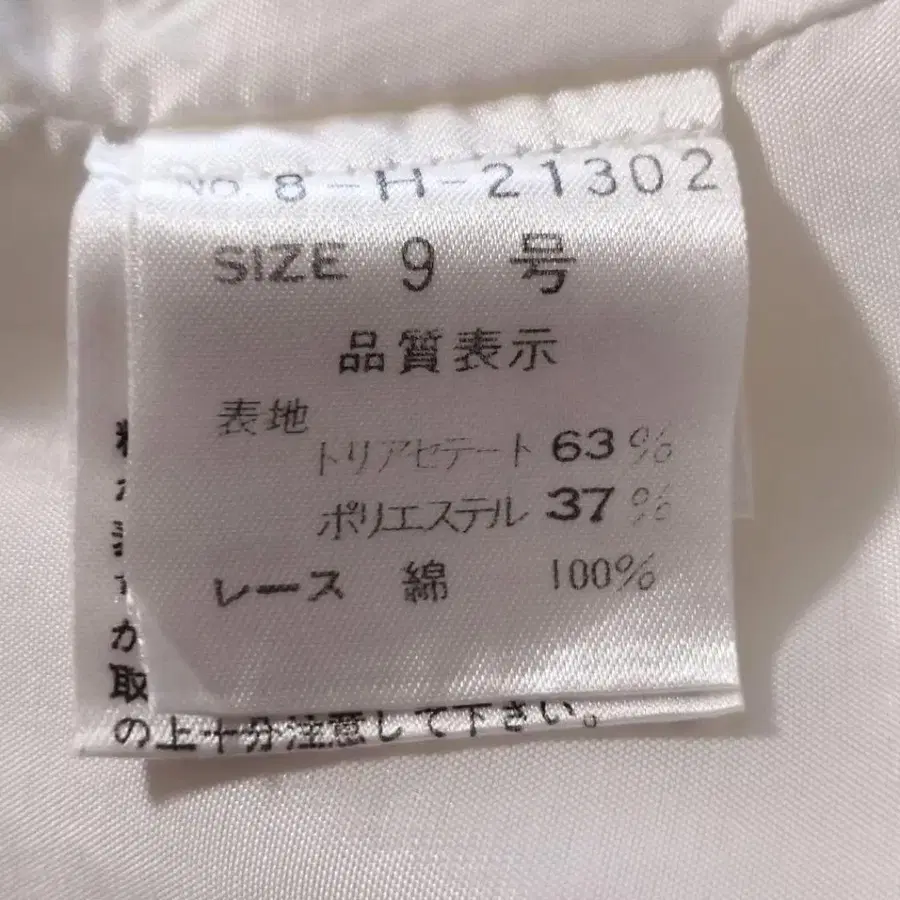 No. 8-H-21302
SIZE 9 号
品質表示
表地
トリアセテート 63%
ポリエステル 37%
レース 綿 100%
か
取
の上十分注意して下さい。